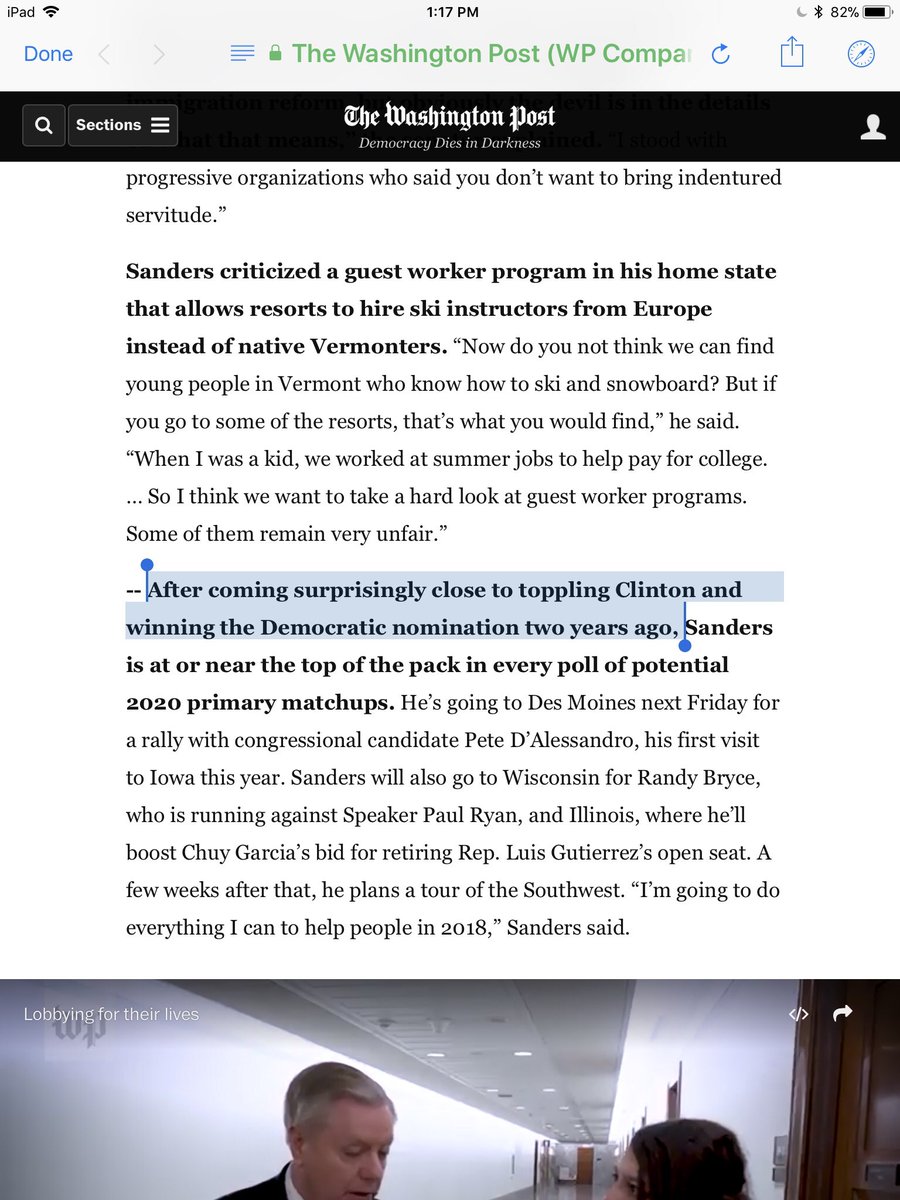 iPad
1:17 PM
82%
Done
The Washington Post (WP Compa
immigration reform, but obviously the devil is in the details
Sections
The Washington Post
hat that means,”
ined. “I stood with
Democracy Dies in Darkness
progressive organizations who said you don’t want to bring indentured
servitude.”
Sanders criticized a guest worker program in his home state
that allows resorts to hire ski instructors from Europe
instead of native Vermonters. “Now do you not think we can find
young people in Vermont who know how to ski and snowboard? But if
you go to some of the resorts, that’s what you would find,” he said.
“When I was a kid, we worked at summer jobs to help pay for college.
… So I think we want to take a hard look at guest worker programs.
Some of them remain very unfair.”
-- After coming surprisingly close to toppling Clinton and
winning the Democratic nomination two years ago, Sanders
is at or near the top of the pack in every poll of potential
2020 primary matchups. He’s going to Des Moines next Friday for
a rally with congressional candidate Pete D’Alessandro, his first visit
to Iowa this year. Sanders will also go to Wisconsin for Randy Bryce,
who is running against Speaker Paul Ryan, and Illinois, where he’ll
boost Chuy Garcia’s bid for retiring Rep. Luis Gutierrez’s open seat. A
few weeks after that, he plans a tour of the Southwest. “I’m going to do
everything I can to help people in 2018,” Sanders said.
Lobbying for their lives
wp